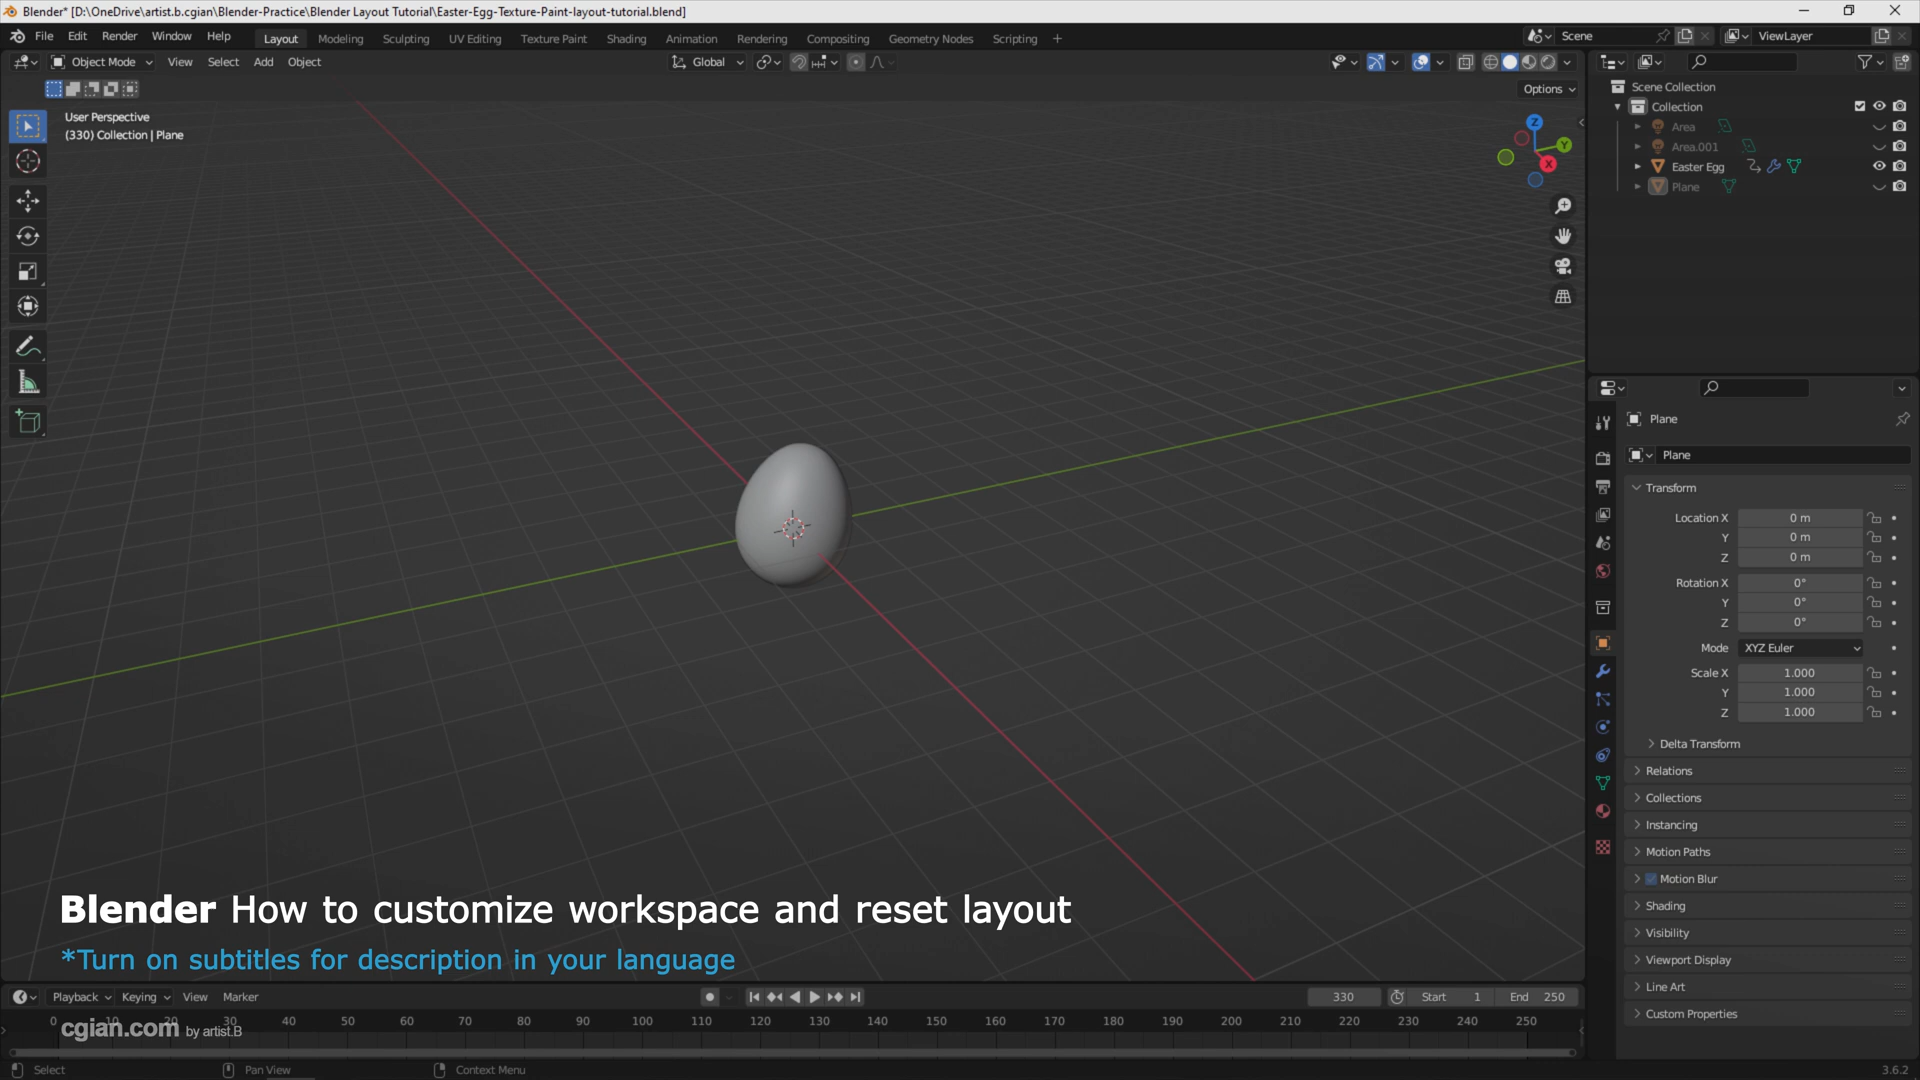 Blender* [D:\OneDrive\artist.b.cgian\Blender-Practice\Blender Layout Tutorial\Easter-Egg-Texture-Paint-layout-tutorial.blend]
File Edit Render Window Help Layout Modeling Sculpting UV Editing Texture Paint Shading Animation Rendering Compositing Geometry Nodes Scripting + Scene ViewLayer
Object Mode View Select Add Object Global
Options
User Perspective
(330) Collection | Plane
Z
Y
X
Scene Collection
Collection
Area
Area.001
Easter Egg
Plane
Plane
Plane
Transform
Location X 0 m
Y 0 m
Z 0 m
Rotation X 0°
Y 0°
Z 0°
Mode XYZ Euler
Scale X 1.000
Y 1.000
Z 1.000
Delta Transform
Relations
Collections
Instancing
Motion Paths
Motion Blur
Shading
Visibility
Viewport Display
Line Art
Custom Properties
Blender How to customize workspace and reset layout
*Turn on subtitles for description in your language
Playback Keying View Marker 330 Start 1 End 250
0 10 20 30 40 50 60 70 80 90 100 110 120 130 140 150 160 170 180 190 200 210 220 230 240 250
cgian.com by artist.B
Select Pan View Context Menu 3.6.2